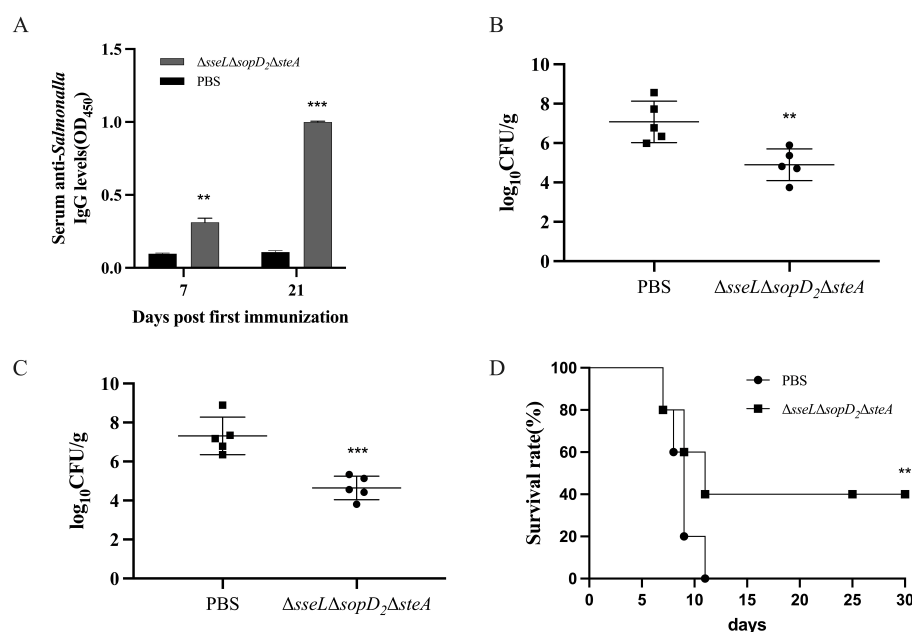 A
Serum anti-Salmonalla
IgG levels(OD450)
1.5
1.0
0.5
0.0
ΔsseLΔsopD2ΔsteA
PBS
**
***
7
21
Days post first immunization
B
log10CFU/g
10
8
6
4
2
0
**
PBS
ΔsseLΔsopD2ΔsteA
C
log10CFU/g
10
8
6
4
2
0
***
PBS
ΔsseLΔsopD2ΔsteA
D
Survival rate(%)
100
80
60
40
20
0
PBS
ΔsseLΔsopD2ΔsteA
**
0
5
10
15
20
25
30
days